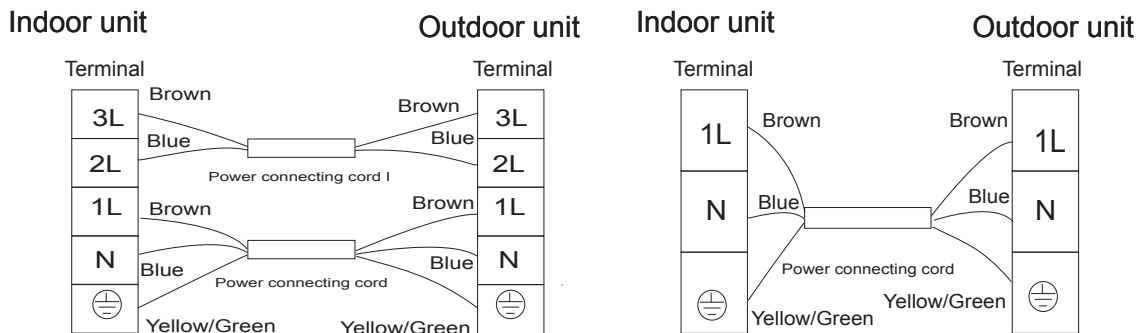 Indoor unit
Outdoor unit
Terminal
Terminal
Brown
Brown
3L
3L
Blue
Blue
2L
2L
Power connecting cord I
1L
Brown
Brown
1L
N
Blue
Blue
N
Power connecting cord
Yellow/Green
Yellow/Green
Indoor unit
Outdoor unit
Terminal
Terminal
1L
Brown
Brown
1L
N
Blue
Blue
N
Power connecting cord
Yellow/Green
Yellow/Green